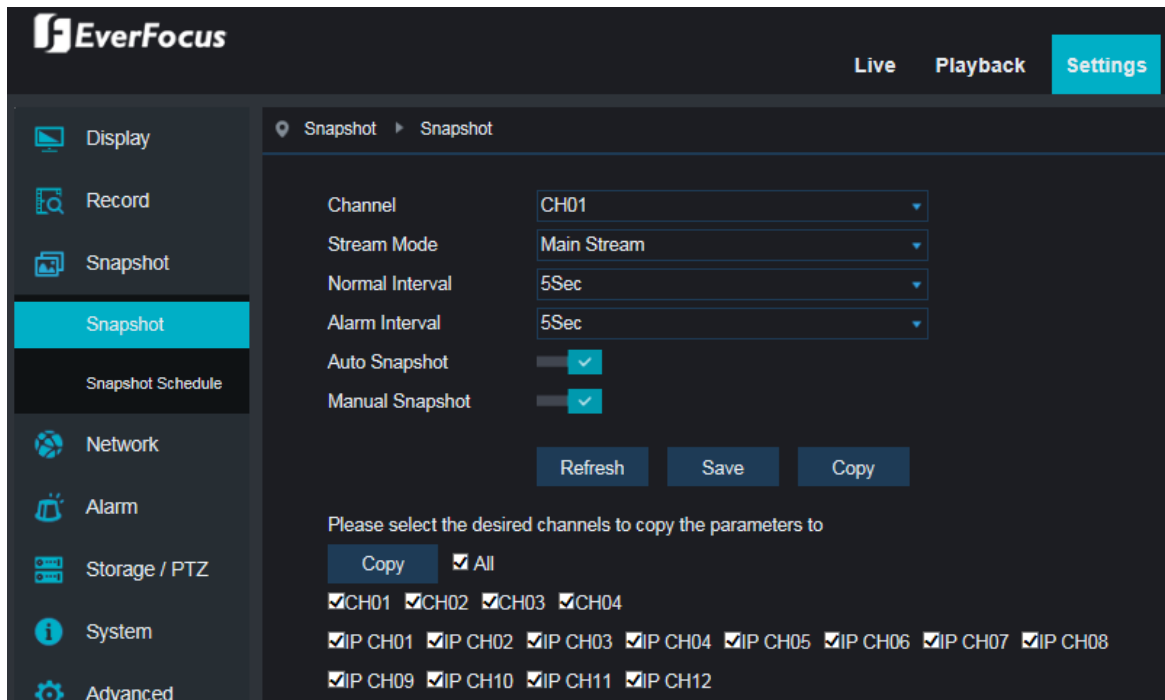 EverFocus
Live Playback Settings
Display
Record
Snapshot
Snapshot
Snapshot Schedule
Network
Alarm
Storage / PTZ
System
Advanced
Snapshot Snapshot
Channel CH01
Stream Mode Main Stream
Normal Interval 5Sec
Alarm Interval 5Sec
Auto Snapshot
Manual Snapshot
Refresh Save Copy
Please select the desired channels to copy the parameters to
Copy All
CH01 CH02 CH03 CH04
IP CH01 IP CH02 IP CH03 IP CH04 IP CH05 IP CH06 IP CH07 IP CH08
IP CH09 IP CH10 IP CH11 IP CH12